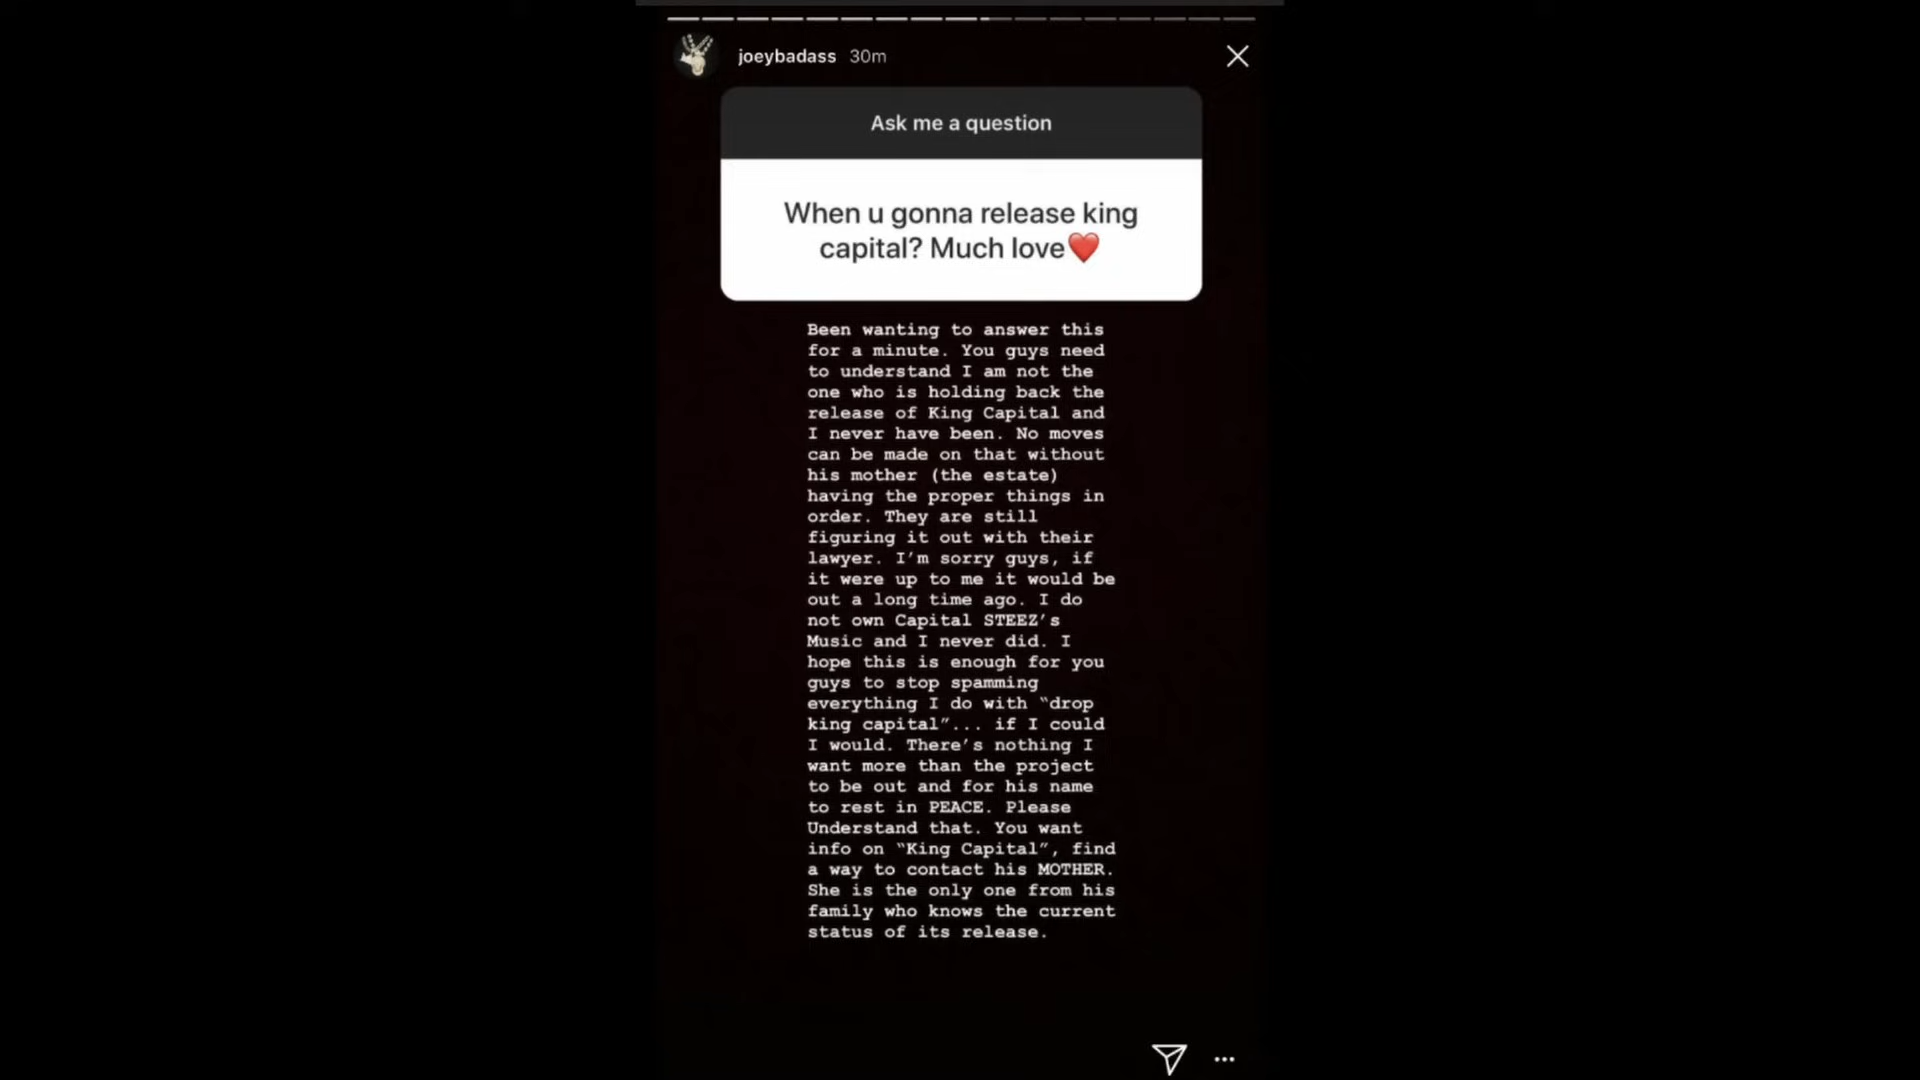 joeybadass 30m
Ask me a question
When u gonna release king
capital? Much love❤️
Been wanting to answer this
for a minute. You guys need
to understand I am not the
one who is holding back the
release of King Capital and
I never have been. No moves
can be made on that without
his mother (the estate)
having the proper things in
order. They are still
figuring it out with their
lawyer. I’m sorry guys, if
it were up to me it would be
out a long time ago. I do
not own Capital STEEZ’s
Music and I never did. I
hope this is enough for you
guys to stop spamming
everything I do with “drop
king capital”... if I could
I would. There’s nothing I
want more than the project
to be out and for his name
to rest in PEACE. Please
Understand that. You want
info on “King Capital”, find
a way to contact his MOTHER.
She is the only one from his
family who knows the current
status of its release.